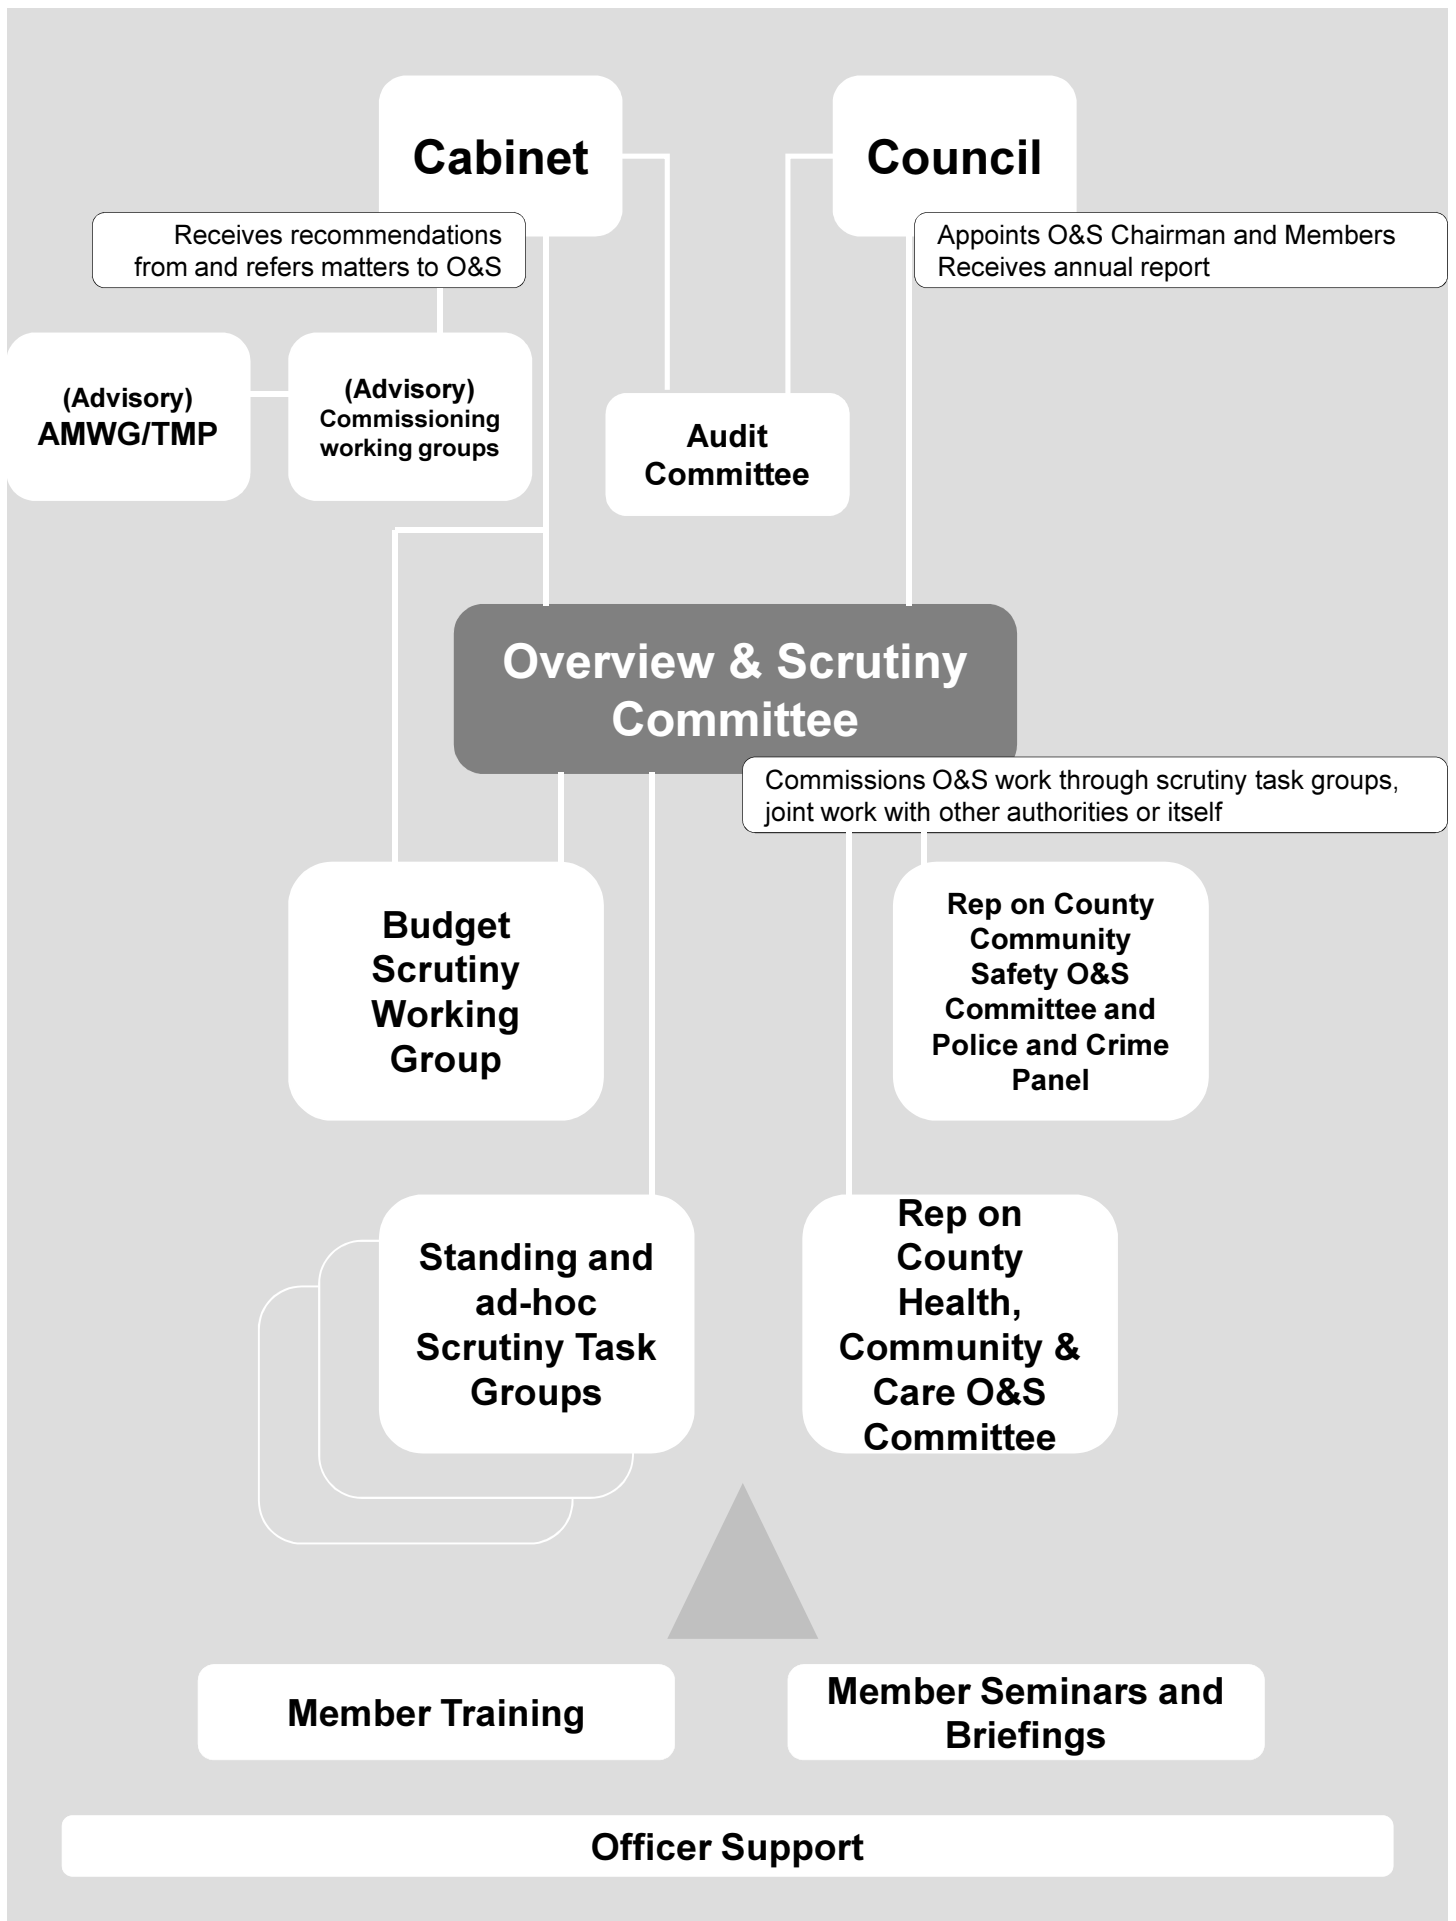 Cabinet
Council
Receives recommendations
from and refers matters to O&S
Appoints O&S Chairman and Members
Receives annual report
(Advisory)
AMWG/TMP
(Advisory)
Commissioning
working groups
Audit
Committee
Overview & Scrutiny
Committee
Commissions O&S work through scrutiny task groups,
joint work with other authorities or itself
Budget
Scrutiny
Working
Group
Rep on County
Community
Safety O&S
Committee and
Police and Crime
Panel
Standing and
ad-hoc
Scrutiny Task
Groups
Rep on
County
Health,
Community &
Care O&S
Committee
Member Training
Member Seminars and
Briefings
Officer Support